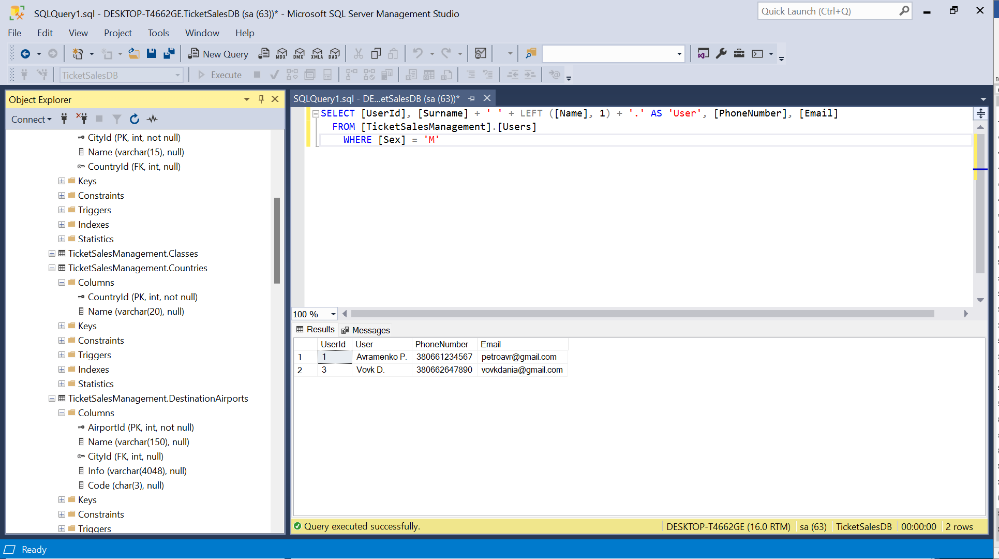 SQLQuery1.sql - DESKTOP-T4662GE.TicketSalesDB (sa (63))* - Microsoft SQL Server Management Studio
Quick Launch (Ctrl+Q)
File Edit View Project Tools Window Help
New Query MDX DMX XMLA DAX
TicketSalesDB Execute
Object Explorer
Connect
CityId (PK, int, not null)
Name (varchar(15), null)
CountryId (FK, int, null)
Keys
Constraints
Triggers
Indexes
Statistics
TicketSalesManagement.Classes
TicketSalesManagement.Countries
Columns
CountryId (PK, int, not null)
Name (varchar(20), null)
Keys
Constraints
Triggers
Indexes
Statistics
TicketSalesManagement.DestinationAirports
Columns
AirportId (PK, int, not null)
Name (varchar(150), null)
CityId (FK, int, null)
Info (varchar(4048), null)
Code (char(3), null)
Keys
Constraints
Triggers
SQLQuery1.sql - DE...etSalesDB (sa (63))*
SELECT [UserId], [Surname] + ' ' + LEFT ([Name], 1) + '.' AS 'User', [PhoneNumber], [Email]
FROM [TicketSalesManagement].[Users]
WHERE [Sex] = 'M'
100 %
Results Messages
UserId User PhoneNumber Email
1 1 Avramenko P. 380661234567 petroavr@gmail.com
2 3 Vovk D. 380662647890 vovkdania@gmail.com
Query executed successfully. DESKTOP-T4662GE (16.0 RTM) sa (63) TicketSalesDB 00:00:00 2 rows
Ready